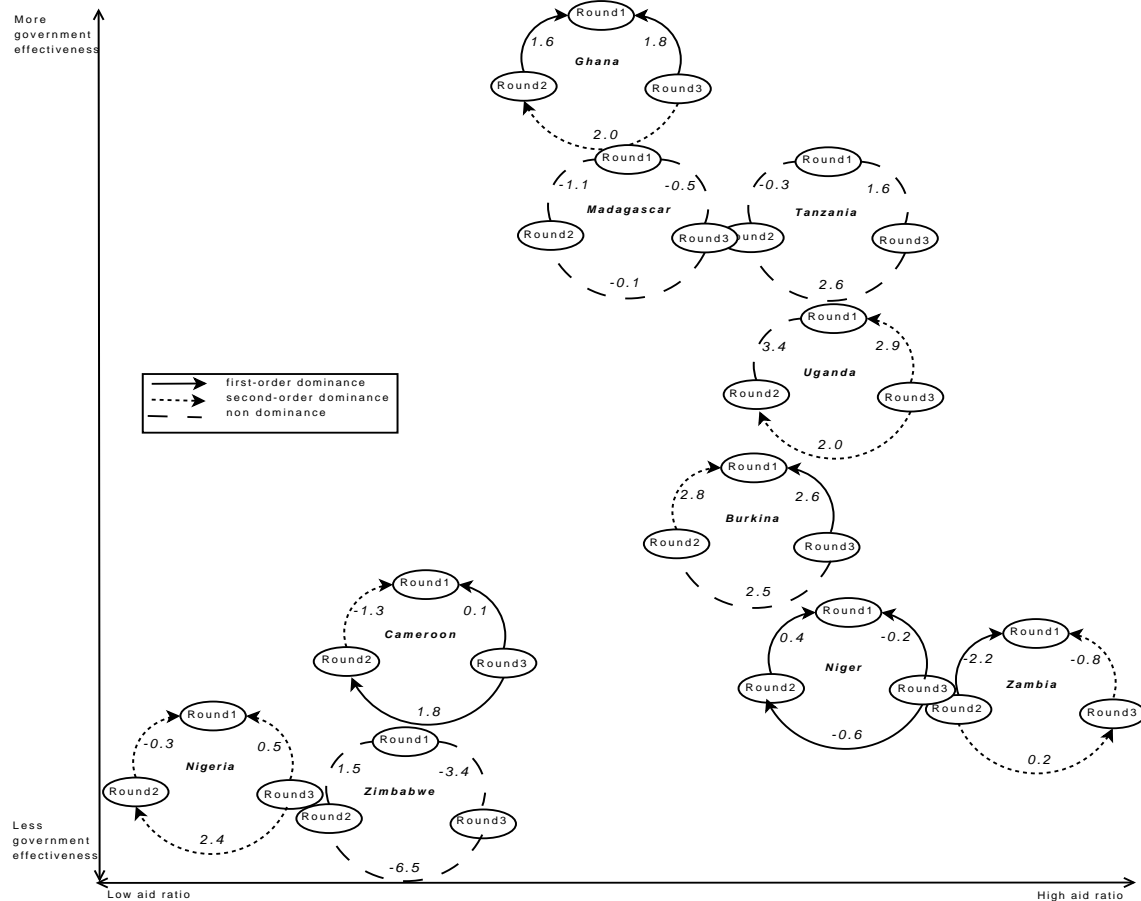 More
government
effectiveness
Round1
1.6
1.8
Ghana
Round2
Round3
2.0
Round1
-1.1
-0.5
Madagascar
Round2
Round3
-0.1
Round1
-0.3
1.6
Tanzania
Round3
2.6
Round1
3.4
2.9
Uganda
Round2
Round3
2.0
first-order dominance
second-order dominance
non dominance
Round1
2.8
2.6
Burkina
Round2
Round3
2.5
Round1
-1.3
0.1
Cameroon
Round2
Round3
1.8
Round1
0.4
-0.2
Niger
Round2
Round3
-0.6
Round1
-2.2
-0.8
Zambia
Round2
Round3
0.2
Round1
-0.3
0.5
Nigeria
Round2
Round3
2.4
Round1
1.5
-3.4
Zimbabwe
Round2
Round3
-6.5
Less
government
effectiveness
Low aid ratio
High aid ratio